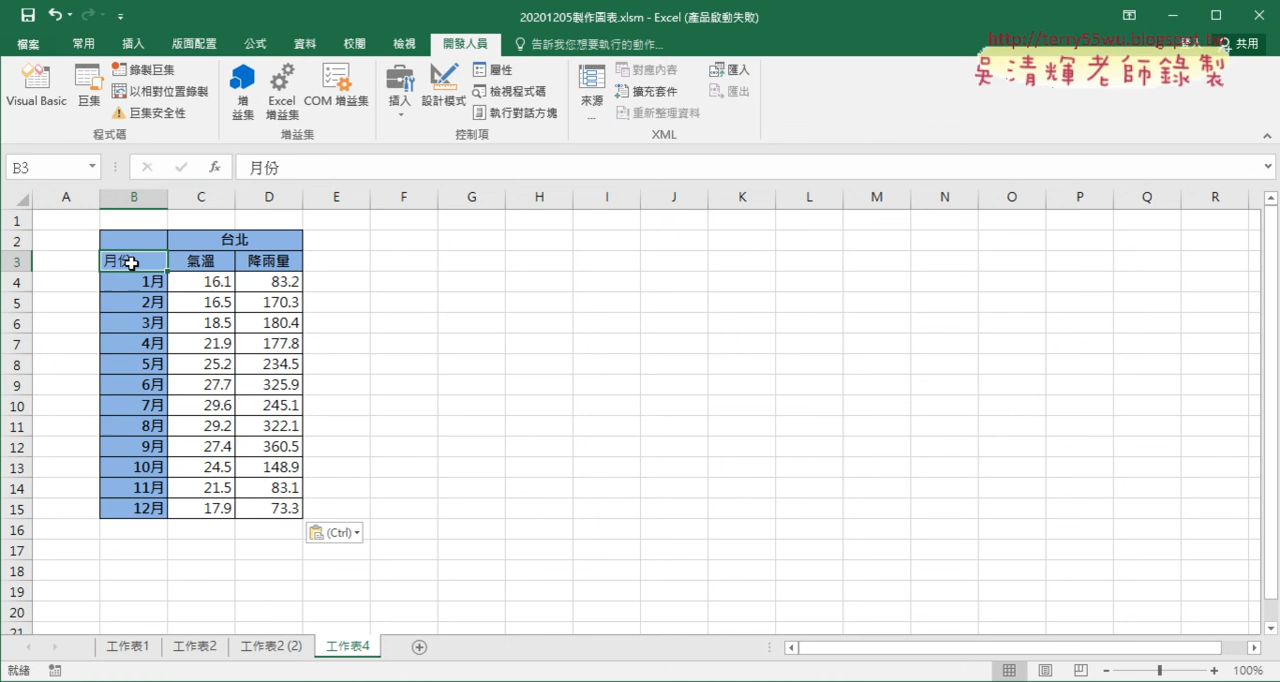 20201205製作圖表.xlsm - Excel (產品啟動失敗)
檔案 常用 插入 版面配置 公式 資料 校閱 檢視 開發人員 告訴我您想要執行的動作... 共用
http://terry55wu.blogspot.tw
吳清輝老師錄製
Visual Basic 巨集 錄製巨集 以相對位置錄製 巨集安全性
增益集 Excel 增益集 COM 增益集
插入 設計模式 屬性 檢視程式碼 執行對話方塊
來源... 對應內容 擴充套件 重新整理資料 匯入 匯出
程式碼 增益集 控制項 XML
B3 fx 月份
A B C D E F G H I J K L M N O P Q R
1
2 台北
3 月份 氣溫 降雨量
4 1月 16.1 83.2
5 2月 16.5 170.3
6 3月 18.5 180.4
7 4月 21.9 177.8
8 5月 25.2 234.5
9 6月 27.7 325.9
10 7月 29.6 245.1
11 8月 29.2 322.1
12 9月 27.4 360.5
13 10月 24.5 148.9
14 11月 21.5 83.1
15 12月 17.9 73.3
16 (Ctrl)
17
18
19
20
21
工作表1 工作表2 工作表2 (2) 工作表4
就緒 100%